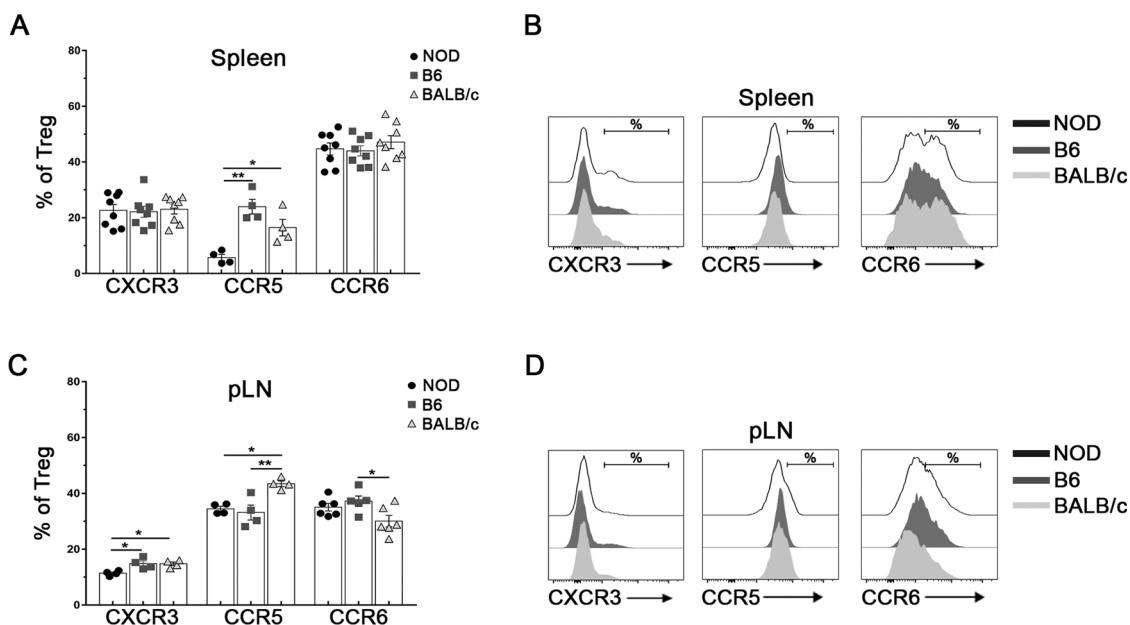 A
Spleen
NOD
B6
BALB/c
% of Treg
80
60
40
20
0
*
**
CXCR3
CCR5
CCR6
B
Spleen
%
%
%
NOD
B6
BALB/c
CXCR3
CCR5
CCR6
C
pLN
NOD
B6
BALB/c
% of Treg
80
60
40
20
0
*
*
*
**
*
CXCR3
CCR5
CCR6
D
pLN
%
%
%
NOD
B6
BALB/c
CXCR3
CCR5
CCR6